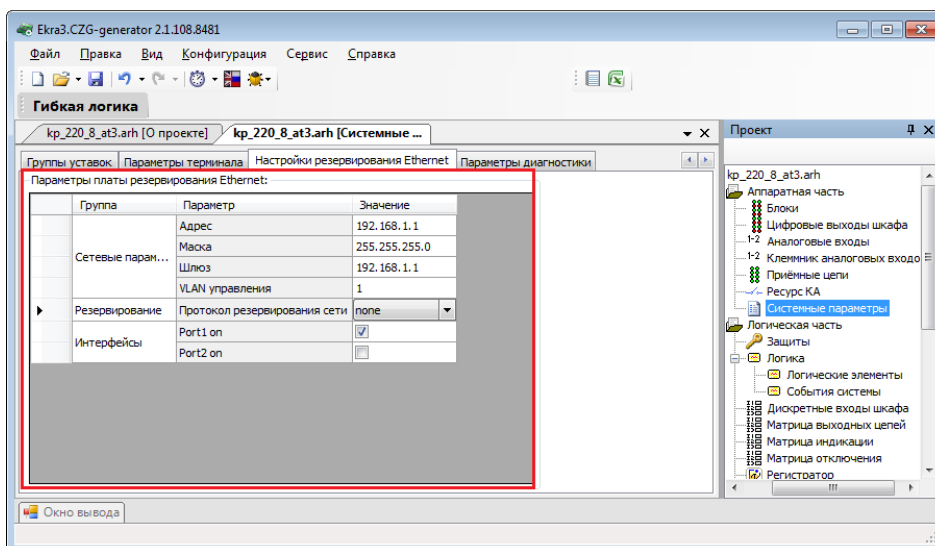 Ekra3.CZG-generator 2.1.108.8481
Файл Правка Вид Конфигурация Сервис Справка
Гибкая логика
kp_220_8_at3.arh [О проекте] kp_220_8_at3.arh [Системные ...
Группы уставок Параметры терминала Настройки резервирования Ethernet Параметры диагностики
Параметры платы резервирования Ethernet:
Группа Параметр Значение
Сетевые парам...
Адрес 192.168.1.1
Маска 255.255.255.0
Шлюз 192.168.1.1
VLAN управления 1
Резервирование Протокол резервирования сети none
Интерфейсы
Port1 on
Port2 on
Проект
kp_220_8_at3.arh
Аппаратная часть
Блоки
Цифровые выходы шкафа
1-2 Аналоговые входы
1-2 Клеммник аналоговых входо
Приёмные цепи
Ресурс КА
Системные параметры
Логическая часть
Защиты
Логика
Логические элементы
События системы
Дискретные входы шкафа
Матрица выходных цепей
Матрица индикации
Матрица отключения
Регистратор
Окно вывода